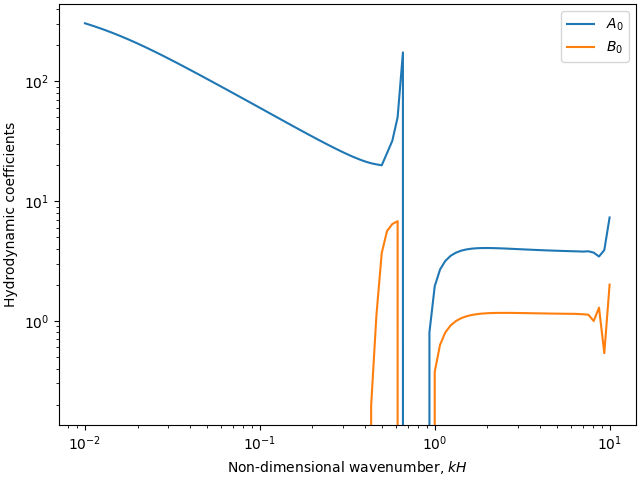 A₀
B₀
10²
10¹
10⁰
Hydrodynamic coefficients
10⁻²
10⁻¹
10⁰
10¹
Non-dimensional wavenumber, kH